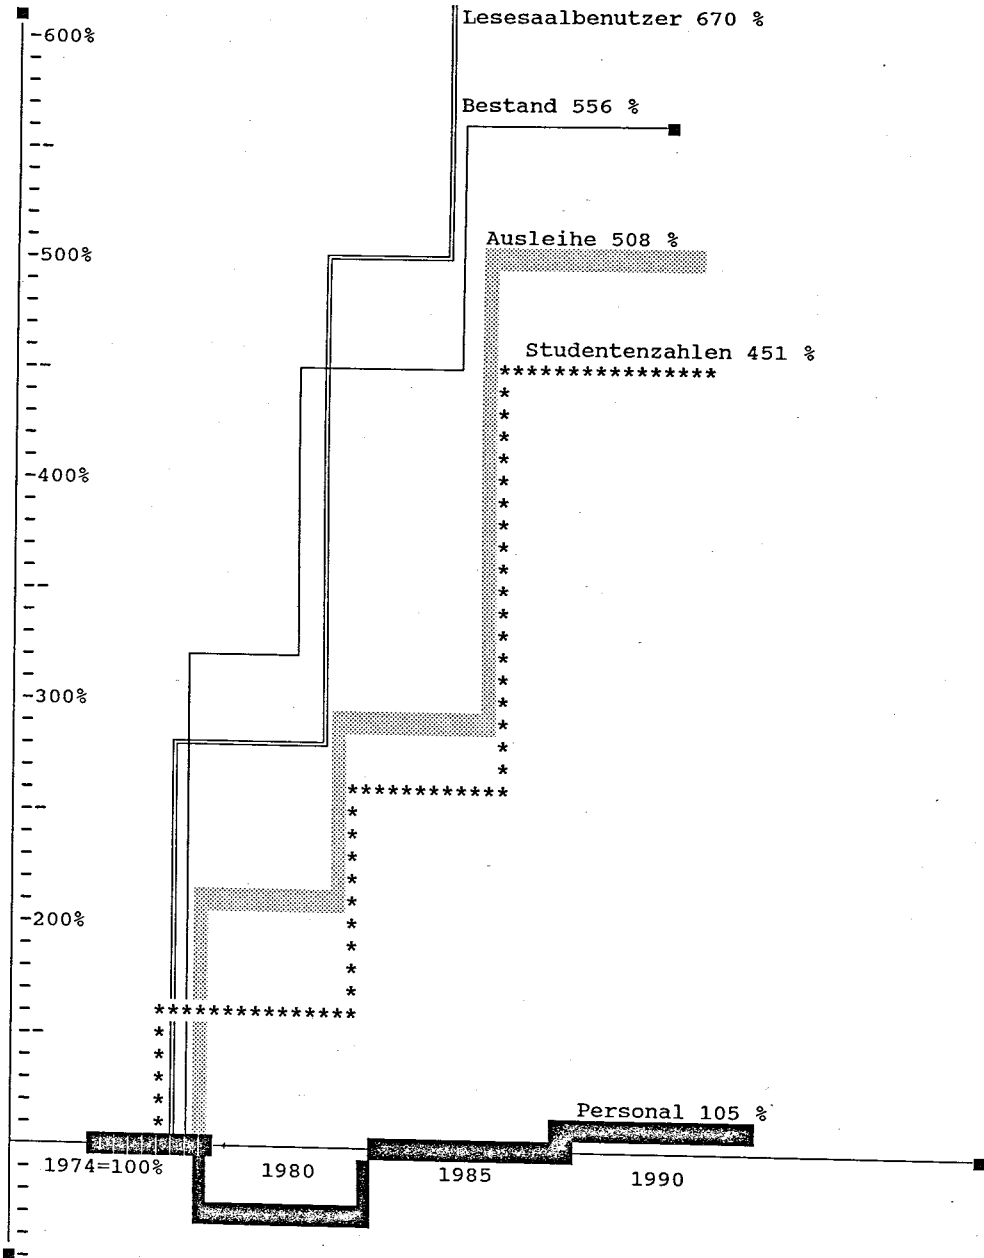 Lesesaalbenutzer 670 %
-600%
Bestand 556 %
Ausleihe 508 %
-500%
Studentenzahlen 451 %
-400%
-300%
-200%
Personal 105 %
1974=100%
1980
1985
1990